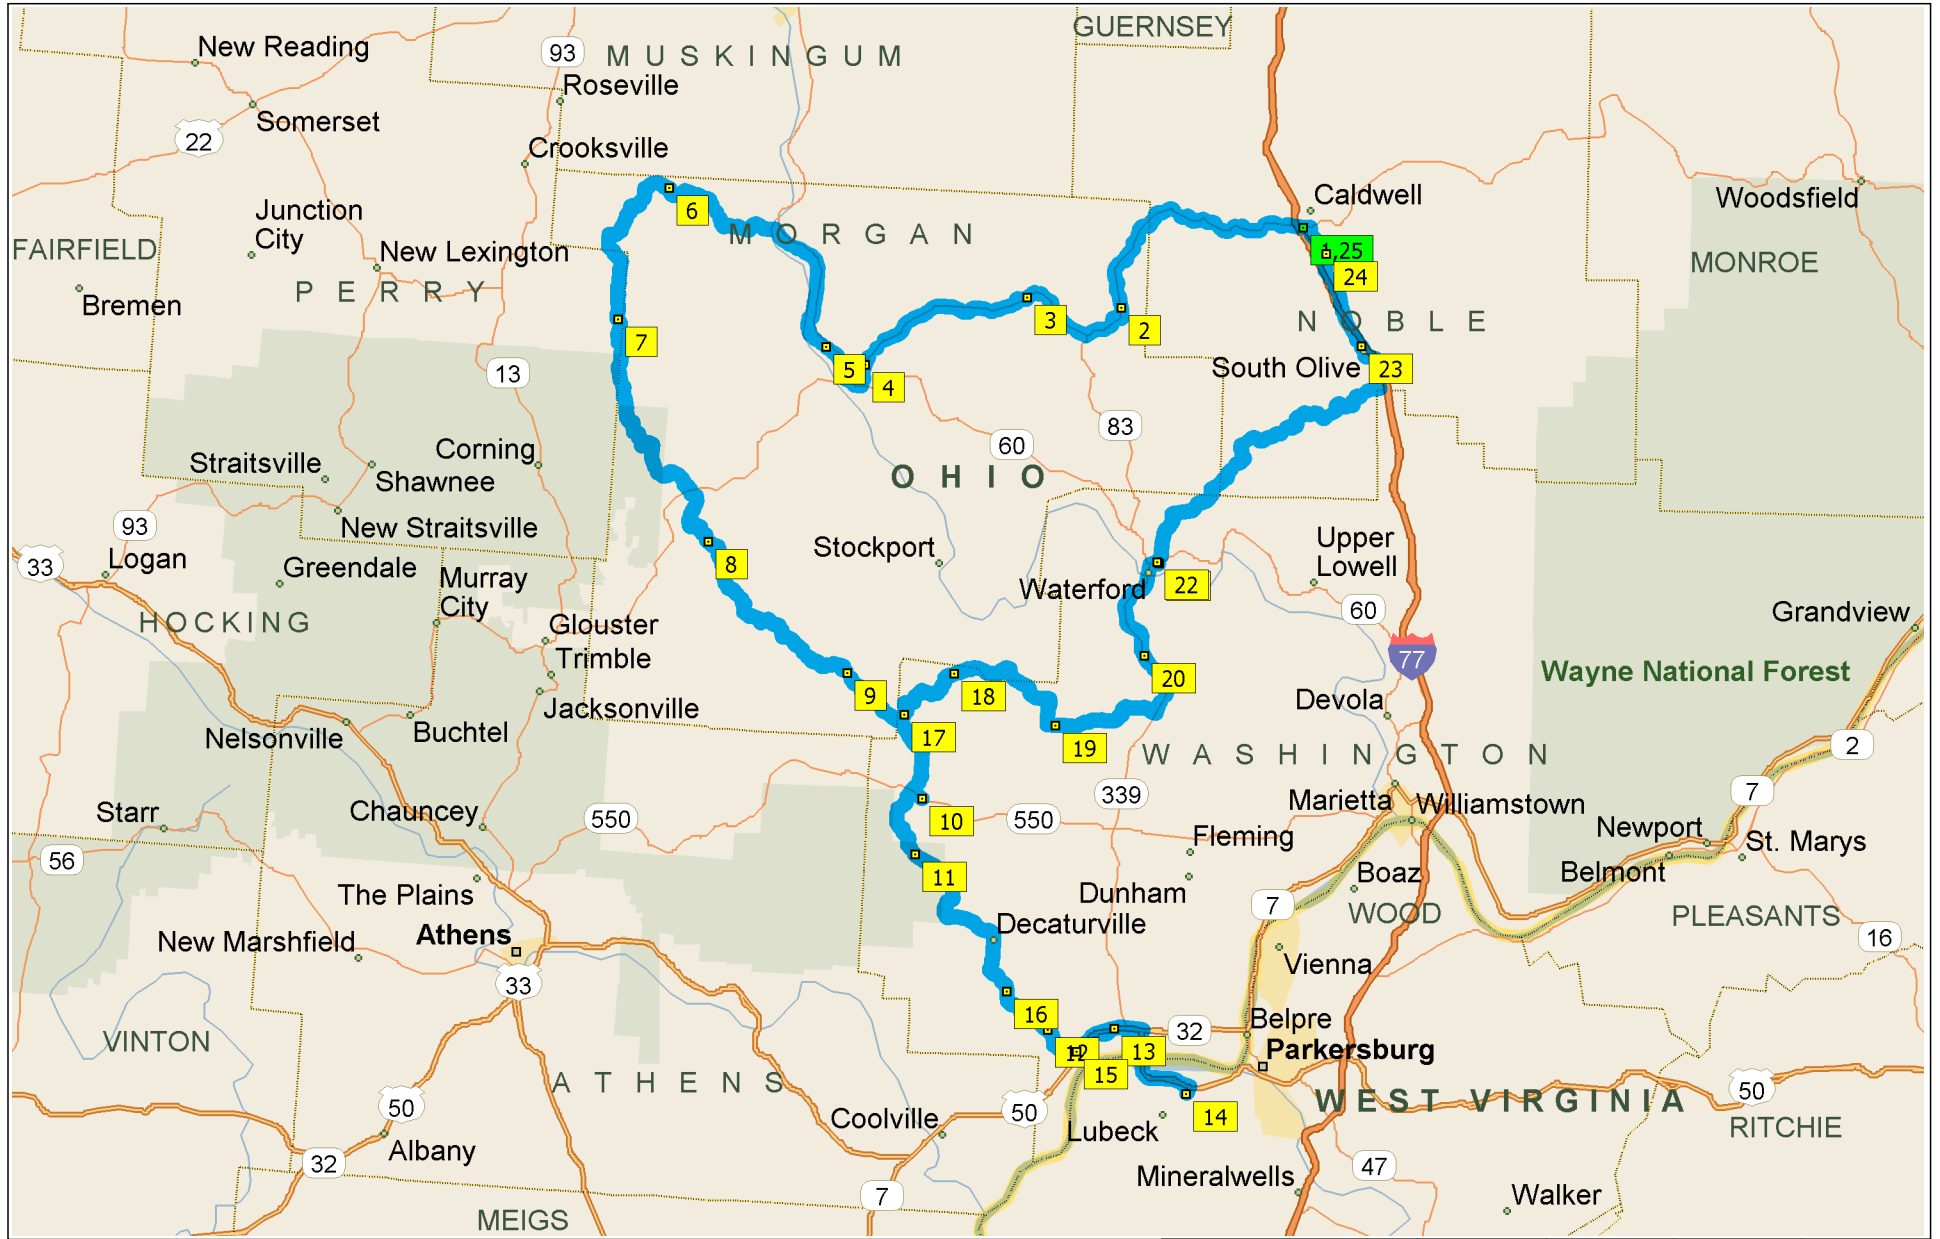 GUERNSEY
New Reading
93
MUSKINGUM
Roseville
Somerset
22
Crooksville
Caldwell
Woodsfield
Junction
City
6
MORGAN
FAIRFIELD
New Lexington
1,25
MONROE
24
PERRY
Bremen
3
2
NOBLE
7
South Olive
23
13
5
4
83
60
Corning
Straitsville
Shawnee
OHIO
93
New Straitsville
Upper
Lowell
33
Logan
Stockport
8
Greendale
Murray
City
Waterford
22
60
Grandview
HOCKING
Glouster
77
Trimble
Wayne National Forest
20
9
18
Devola
Jacksonville
Buchtel
Nelsonville
17
19
WASHINGTON
2
339
7
Marietta
Williamstown
Starr
Chauncey
550
10
550
Newport
Fleming
St. Marys
56
Belmont
11
Boaz
The Plains
Dunham
7
WOOD
PLEASANTS
Decaturville
Athens
New Marshfield
16
Vienna
33
16
Belpre
32
VINTON
12
13
Parkersburg
15
ATHENS
50
WEST VIRGINIA
50
50
14
Coolville
RITCHIE
Lubeck
Albany
32
47
Mineralwells
7
Walker
MEIGS